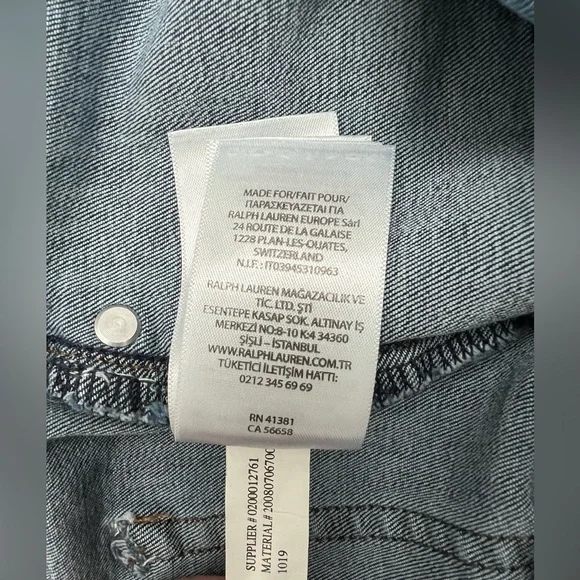 MADE FOR/FAIT POUR/
ΠΑΡΑΣΚΕΥΑΖΕΤΑΙ ΓΙΑ
RALPH LAUREN EUROPE Sàrl
24 ROUTE DE LA GALAISE
1228 PLAN-LES-OUATES,
SWITZERLAND
N.I.F.: IT03945310963
RALPH LAUREN MAĞAZACILIK VE
TİC. LTD. ŞTİ
ESENTEPE KASAP SOK. ALTINAY İŞ
MERKEZİ NO:8-10 K:4 34360
ŞİŞLİ – İSTANBUL
WWW.RALPHLAUREN.COM.TR
TÜKETİCİ İLETİŞİM HATTI:
0212 345 69 69
RN 41381
CA 56658
SUPPLIER # 0200012761
MATERIAL# 20080706700
1019